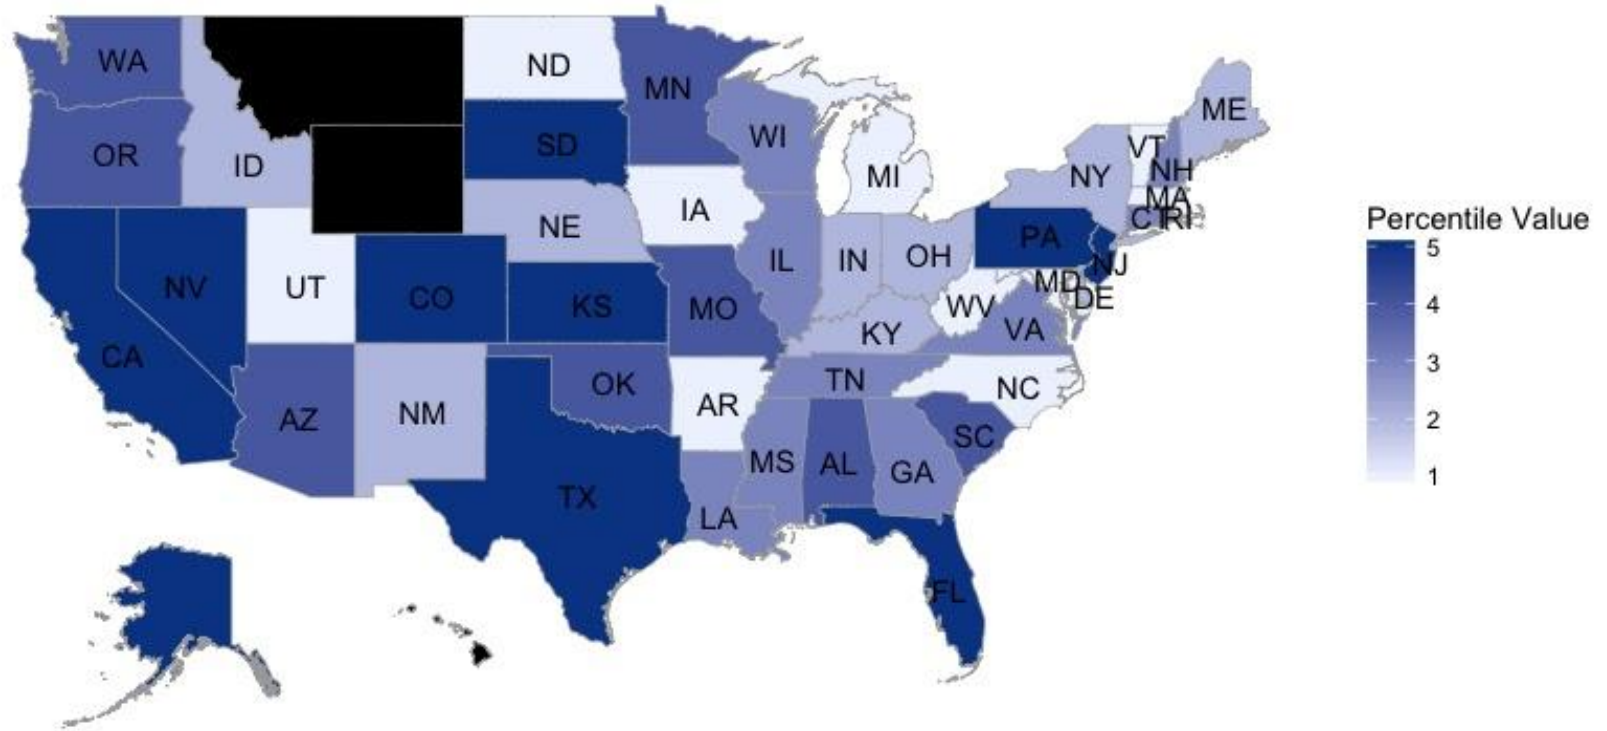 WA
ND
MN
ME
OR
ID
SD
WI
VT
NH
MI
NY
MA
IA
CT
RI
NE
PA
IL
IN
OH
NJ
NV
UT
CO
KS
MO
MD
DE
WV
VA
KY
CA
OK
TN
NC
AZ
NM
AR
SC
MS
AL
GA
TX
LA
FL
Percentile Value
5
4
3
2
1